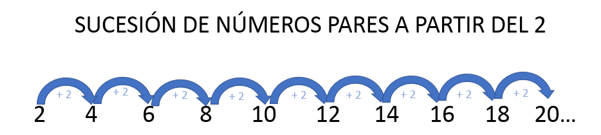 SUCESIÓN DE NÚMEROS PARES A PARTIR DEL 2
+ 2 + 2 + 2 + 2 + 2 + 2 + 2 + 2 + 2
2 4 6 8 10 12 14 16 18 20...